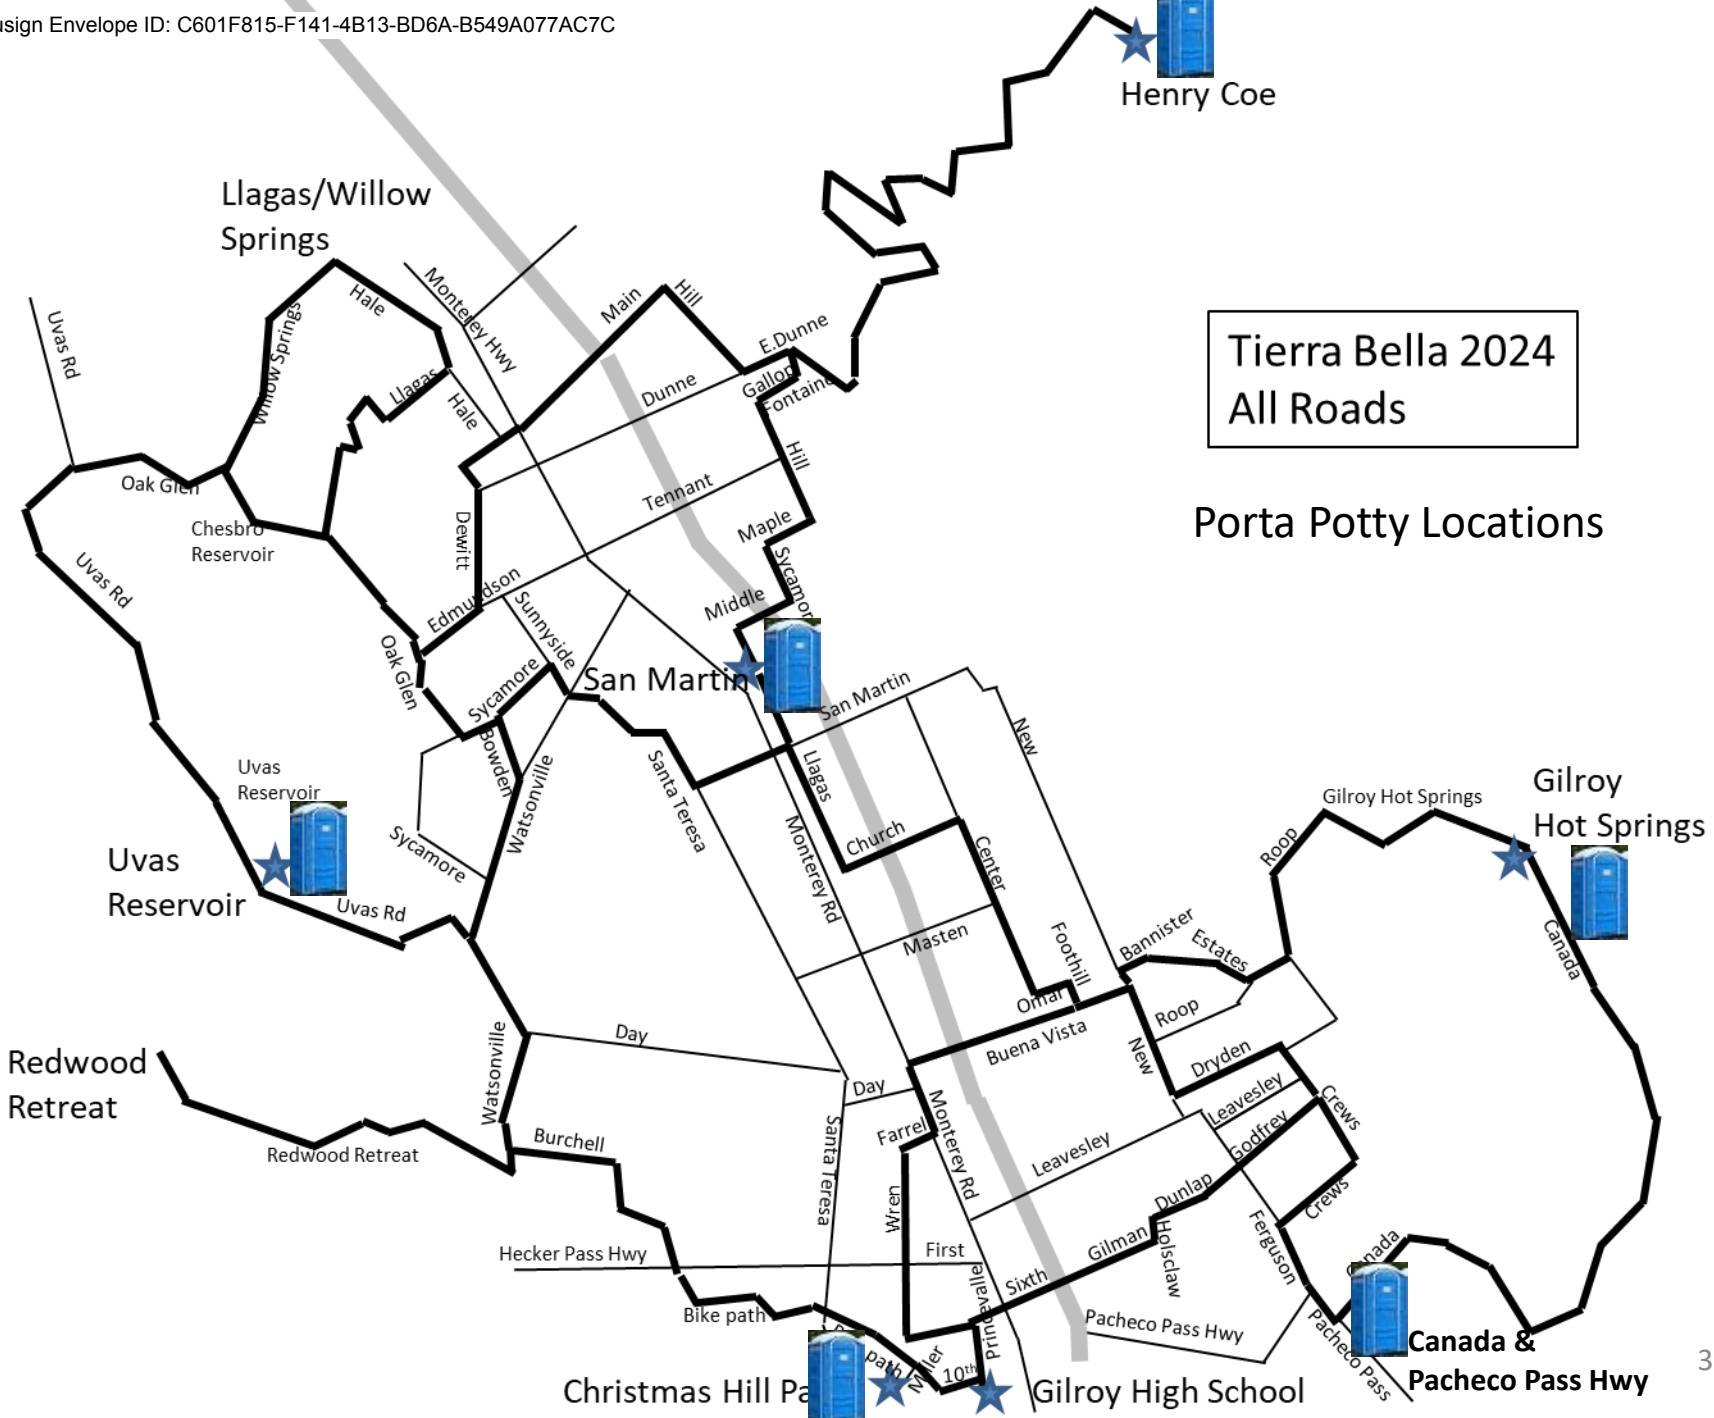 usign Envelope ID: C601F815-F141-4B13-BD6A-B549A077AC7C
Henry Coe
Llagas/Willow
Springs
Tierra Bella 2024
All Roads
Porta Potty Locations
Uvas Rd
Willow Springs
Hale
Monterey Hwy
Main
Hill
E.Dunne
Gallop
Fontaine
Dunne
Llagas
Hale
Hill
Tennant
Maple
Sycamor
Middle
Oak Glen
Chesbro
Reservoir
Dewitt
Edmundson
Sunnyside
Uvas Rd
Oak Glen
Sycamore
San Martin
San Martin
New
Bowden
Watsonville
Santa Teresa
Llagas
Monterey Rd
Church
Center
Uvas
Reservoir
Uvas
Reservoir
Uvas Rd
Sycamore
Masten
Foothill
Omar
Buena Vista
Bannister
Estates
Roop
Gilroy Hot Springs
Gilroy
Hot Springs
Canada
Roop
New
Dryden
Leavesley
Godfrey
Crews
Crews
Redwood
Retreat
Redwood Retreat
Watsonville
Day
Day
Burchell
Santa Teresa
Farrel
Monterey Rd
Wren
Leavesley
Dunlap
Gilman
Holsclaw
Ferguson
Hecker Pass Hwy
First
Sixth
Princevalle
Bike path
path
Miller
10th
Pacheco Pass Hwy
Canada
Pacheco Pass
Canada &
Pacheco Pass Hwy
Christmas Hill Pa
Gilroy High School
3